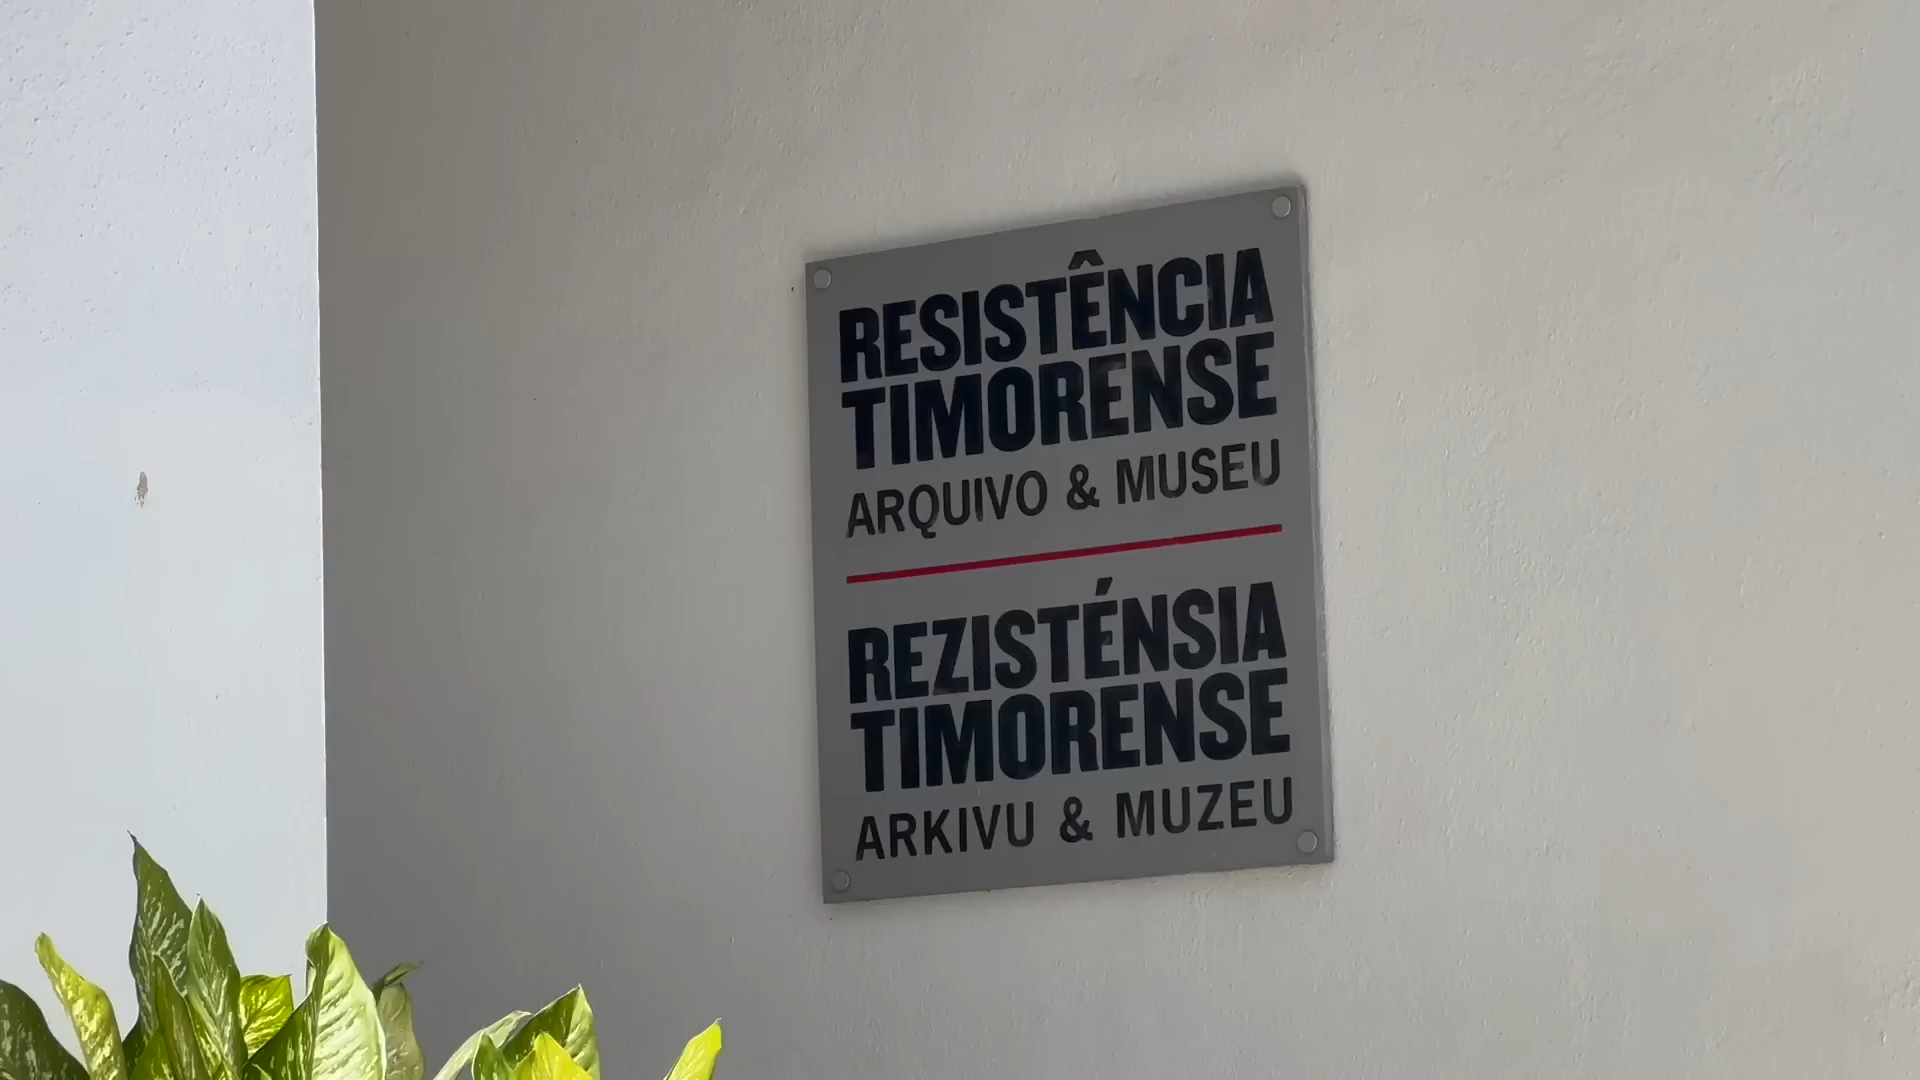 RESISTÊNCIA
TIMORENSE
ARQUIVO & MUSEU
REZISTÉNSIA
TIMORENSE
ARKIVU & MUZEU